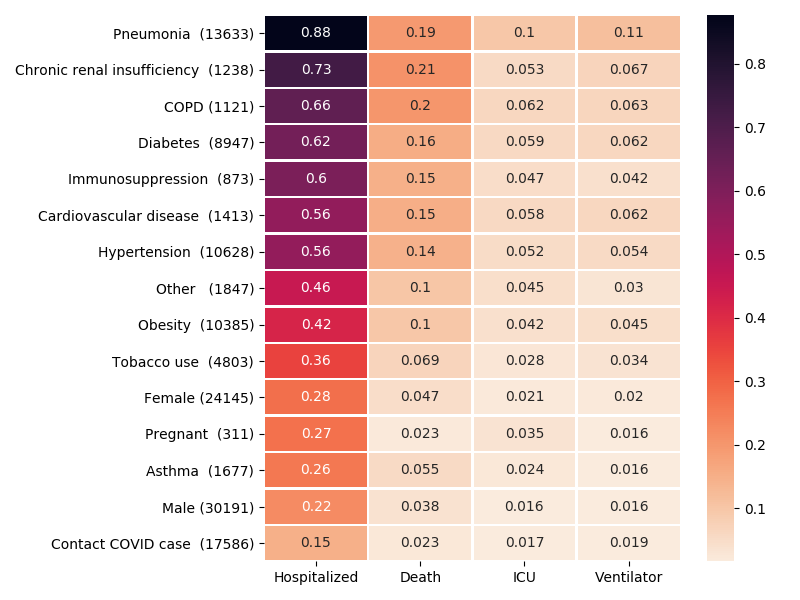 Pneumonia (13633) 0.88 0.19 0.1 0.11
Chronic renal insufficiency (1238) 0.73 0.21 0.053 0.067
COPD (1121) 0.66 0.2 0.062 0.063
Diabetes (8947) 0.62 0.16 0.059 0.062
Immunosuppression (873) 0.6 0.15 0.047 0.042
Cardiovascular disease (1413) 0.56 0.15 0.058 0.062
Hypertension (10628) 0.56 0.14 0.052 0.054
Other (1847) 0.46 0.1 0.045 0.03
Obesity (10385) 0.42 0.1 0.042 0.045
Tobacco use (4803) 0.36 0.069 0.028 0.034
Female (24145) 0.28 0.047 0.021 0.02
Pregnant (311) 0.27 0.023 0.035 0.016
Asthma (1677) 0.26 0.055 0.024 0.016
Male (30191) 0.22 0.038 0.016 0.016
Contact COVID case (17586) 0.15 0.023 0.017 0.019
Hospitalized Death ICU Ventilator
0.8
0.7
0.6
0.5
0.4
0.3
0.2
0.1